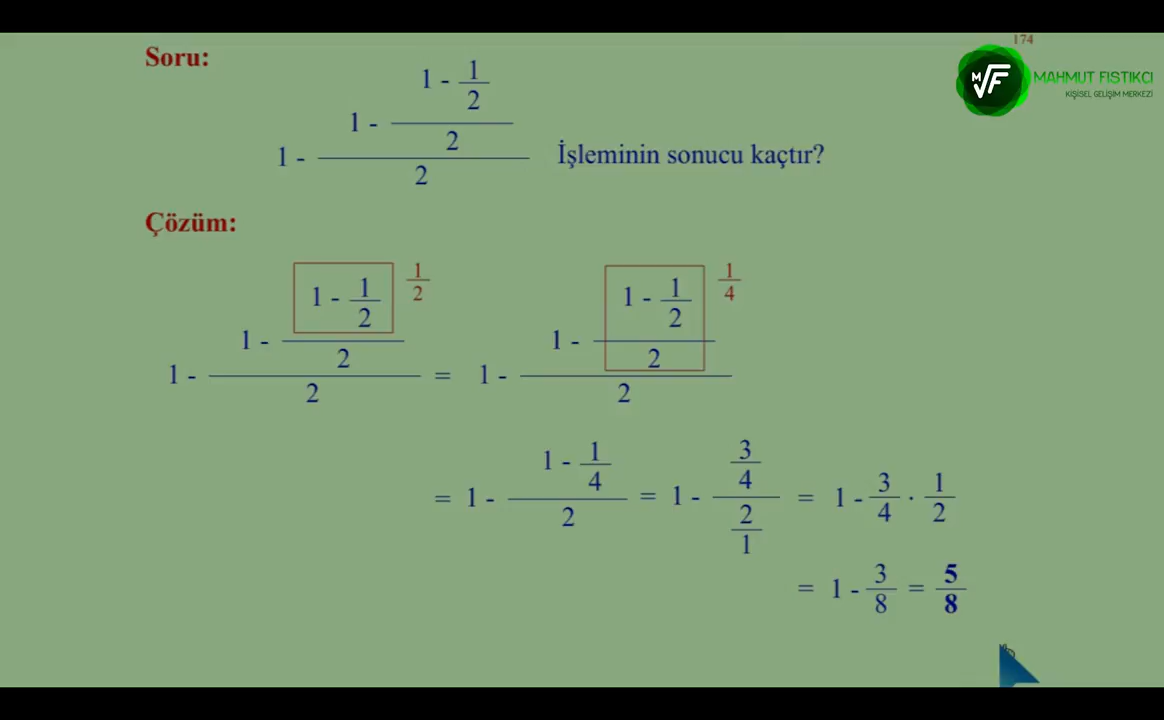 174
MAHMUT FISTIKCI
KİŞİSEL GELİŞİM MERKEZİ
Soru:
1 - (1 - (1 - 1/2)/2)/2 İşleminin sonucu kaçtır?
Çözüm:
1 - (1 - (1 - 1/2)/2)/2 1/2 = 1 - (1 - (1 - 1/2)/2)/2 1/4
= 1 - (1 - 1/4)/2 = 1 - (3/4)/(2/1) = 1 - 3/4 · 1/2
= 1 - 3/8 = 5/8